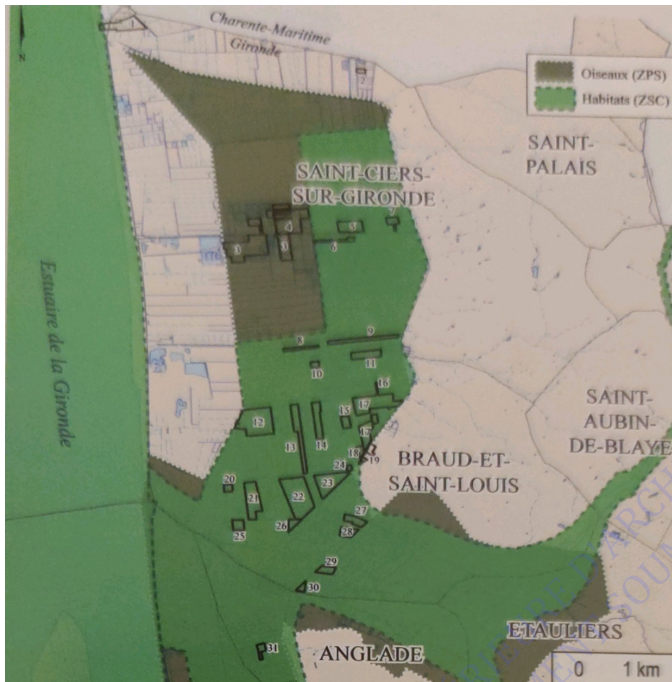 N
1
Charente-Maritime
Gironde
2
Oiseaux (ZPS)
Habitats (ZSC)
SAINT-
PALAIS
SAINT-CIERS-
SUR-GIRONDE
4
5
3
3
6
7
Estuaire de la Gironde
8
9
10
11
16
12
13
14
15
17
17
18
19
SAINT-
AUBIN-
DE-BLAYE
BRAUD-ET-
SAINT-LOUIS
20
21
22
23
24
25
26
27
28
29
30
31
ANGLADE
ETAULIERS
0 1 km